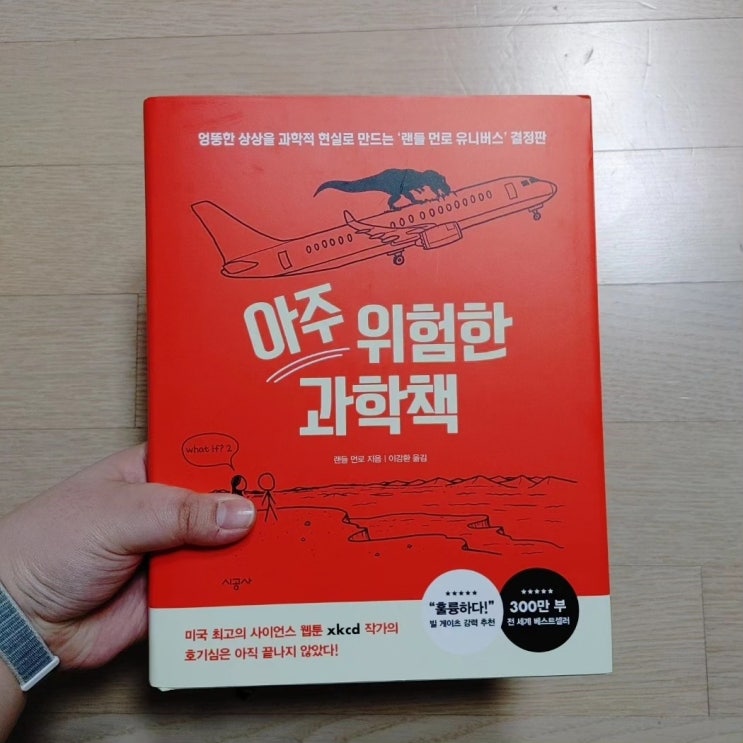 엉뚱한 상상을 과학적 현실로 만드는 ‘랜들 먼로 유니버스’ 결정판
아주 위험한
과학책
랜들 먼로 지음 | 이강환 옮김
what if? 2
시공사
★★★★★
“훌륭하다!”
빌 게이츠 강력 추천
★★★★★
300만 부
전 세계 베스트셀러
미국 최고의 사이언스 웹툰 xkcd 작가의
호기심은 아직 끝나지 않았다!